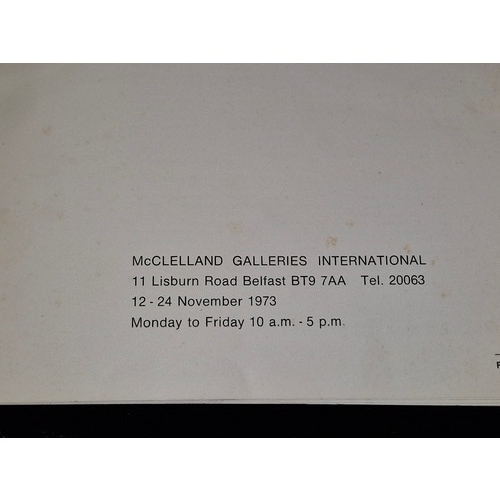 McCLELLAND GALLERIES INTERNATIONAL
11 Lisburn Road Belfast BT9 7AA Tel. 20063
12 - 24 November 1973
Monday to Friday 10 a.m. - 5 p.m.